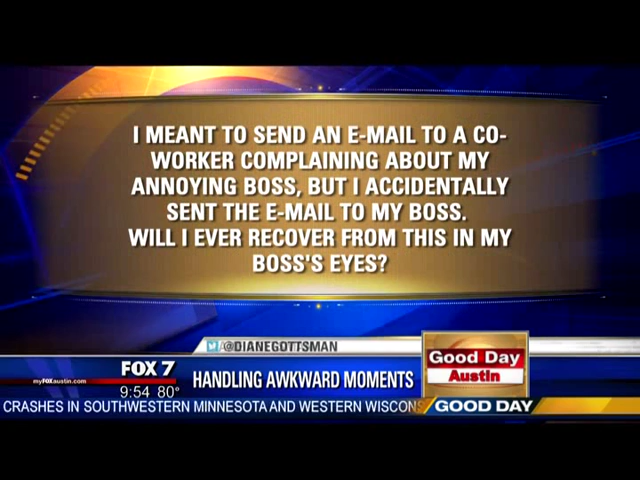 I MEANT TO SEND AN E-MAIL TO A CO-
WORKER COMPLAINING ABOUT MY
ANNOYING BOSS, BUT I ACCIDENTALLY
SENT THE E-MAIL TO MY BOSS.
WILL I EVER RECOVER FROM THIS IN MY
BOSS'S EYES?
@DIANEGOTTSMAN
Good Day
Austin
FOX 7
myFOXaustin.com
HANDLING AWKWARD MOMENTS
9:54 80°
CRASHES IN SOUTHWESTERN MINNESOTA AND WESTERN WISCONS
GOOD DAY